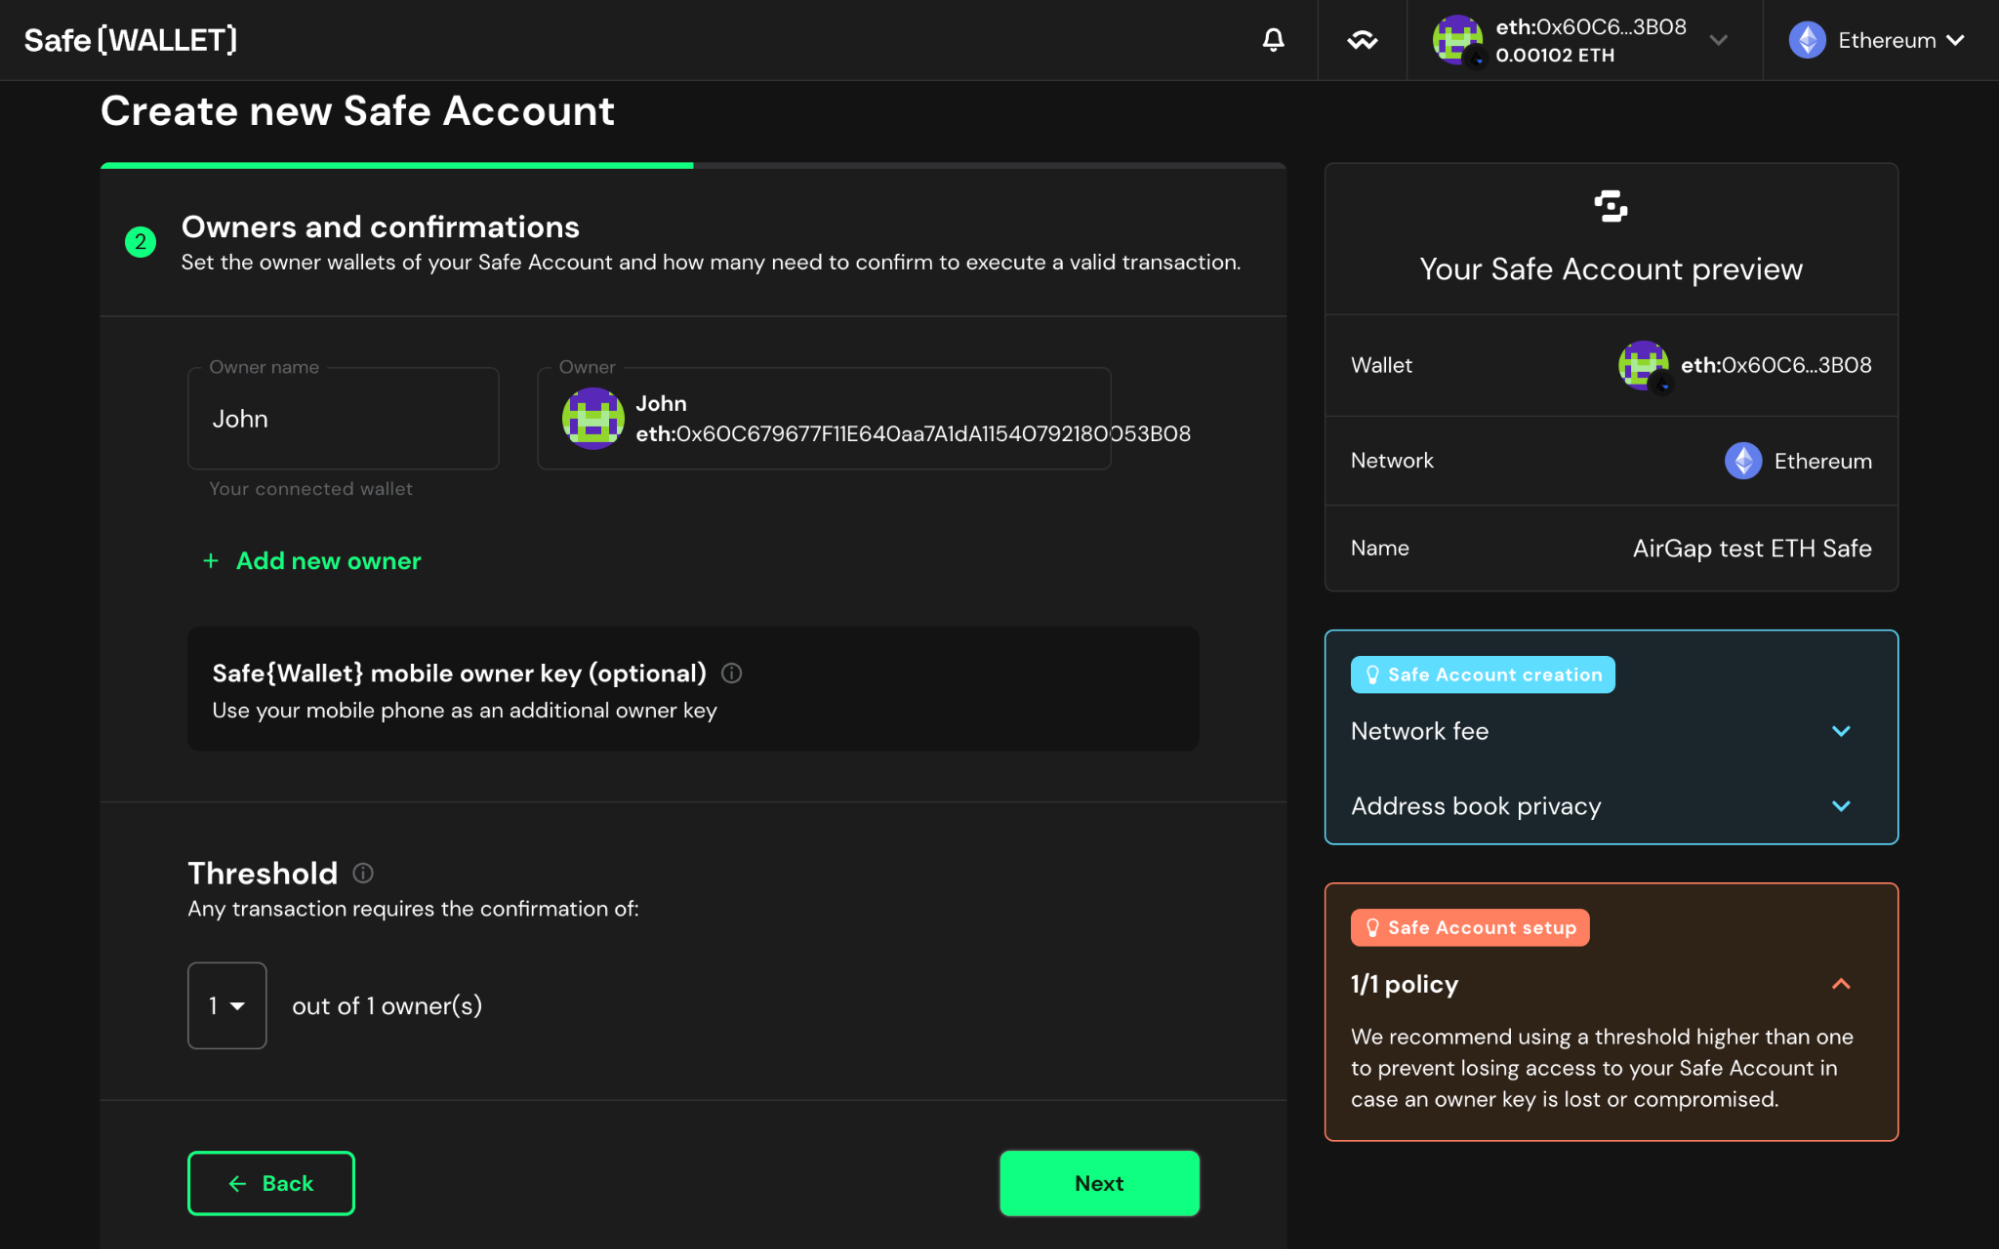 Safe{WALLET}
eth:0x60C6...3B08
0.00102 ETH
Ethereum
Create new Safe Account
2
Owners and confirmations
Set the owner wallets of your Safe Account and how many need to confirm to execute a valid transaction.
Owner name
John
Your connected wallet
Owner
John
eth:0x60C679677F11E640aa7A1dA11540792180053B08
+ Add new owner
Safe{Wallet} mobile owner key (optional)
Use your mobile phone as an additional owner key
Threshold
Any transaction requires the confirmation of:
1
out of 1 owner(s)
Back
Next
Your Safe Account preview
Wallet
eth:0x60C6...3B08
Network
Ethereum
Name
AirGap test ETH Safe
Safe Account creation
Network fee
Address book privacy
Safe Account setup
1/1 policy
We recommend using a threshold higher than one
to prevent losing access to your Safe Account in
case an owner key is lost or compromised.